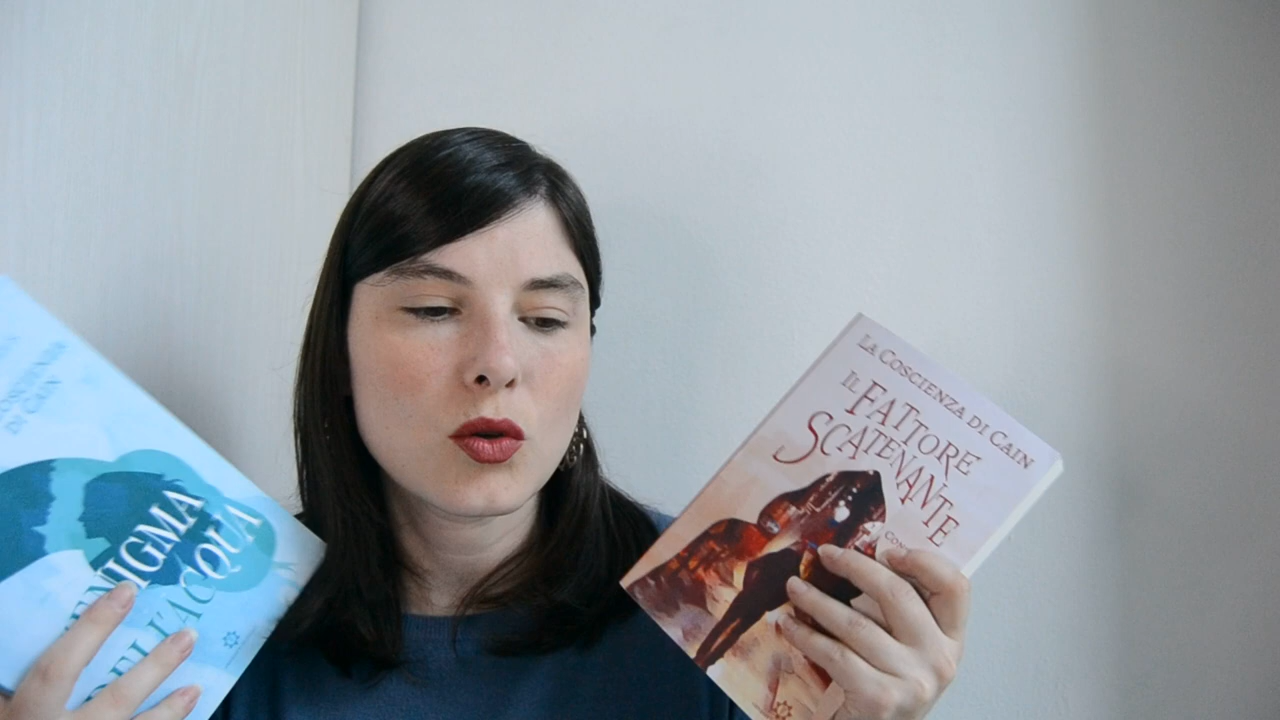 COSCIENZA
DI CAIN
ENIGMA
DELL'ACQUA
LA COSCIENZA DI CAIN
IL FATTORE
SCATENANTE